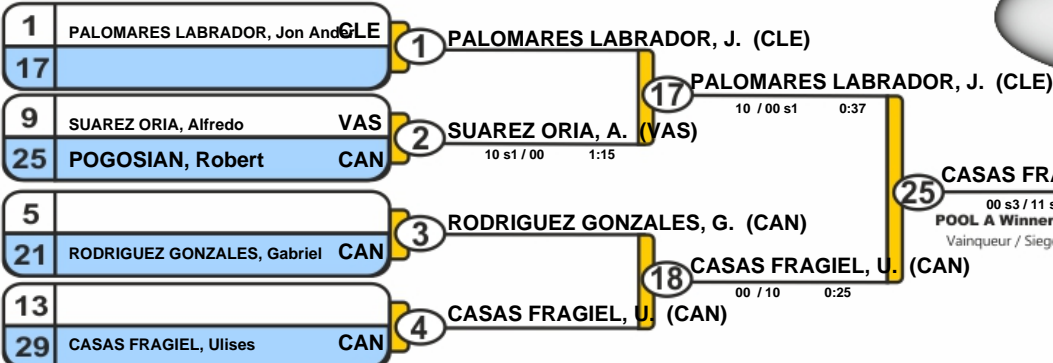 1 PALOMARES LABRADOR, Jon Ander CLE
17
1 PALOMARES LABRADOR, J. (CLE)
9 SUAREZ ORIA, Alfredo VAS
25 POGOSIAN, Robert CAN
2 SUAREZ ORIA, A. (VAS)
10 s1 / 00 1:15
17 PALOMARES LABRADOR, J. (CLE)
10 / 00 s1 0:37
5
21 RODRIGUEZ GONZALES, Gabriel CAN
3 RODRIGUEZ GONZALES, G. (CAN)
13
29 CASAS FRAGIEL, Ulises CAN
4 CASAS FRAGIEL, U. (CAN)
18 CASAS FRAGIEL, U. (CAN)
00 / 10 0:25
25 CASAS
00 s3 / 11
POOL A Winner
Vainqueur /